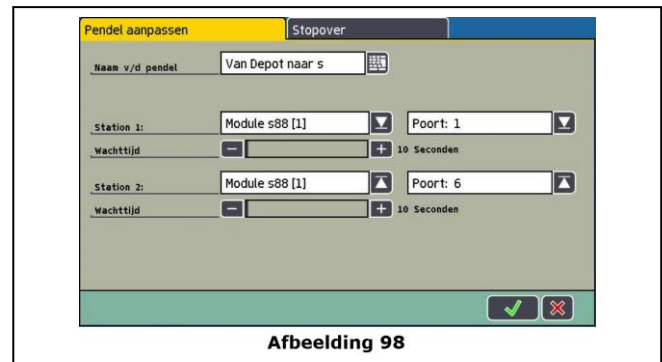 Pendel aanpassen Stopover
Naam v/d pendel Van Depot naar s
Station 1: Module s88 [1] Poort: 1
Wachttijd 10 Seconden
Station 2: Module s88 [1] Poort: 6
Wachttijd 10 Seconden
Afbeelding 98